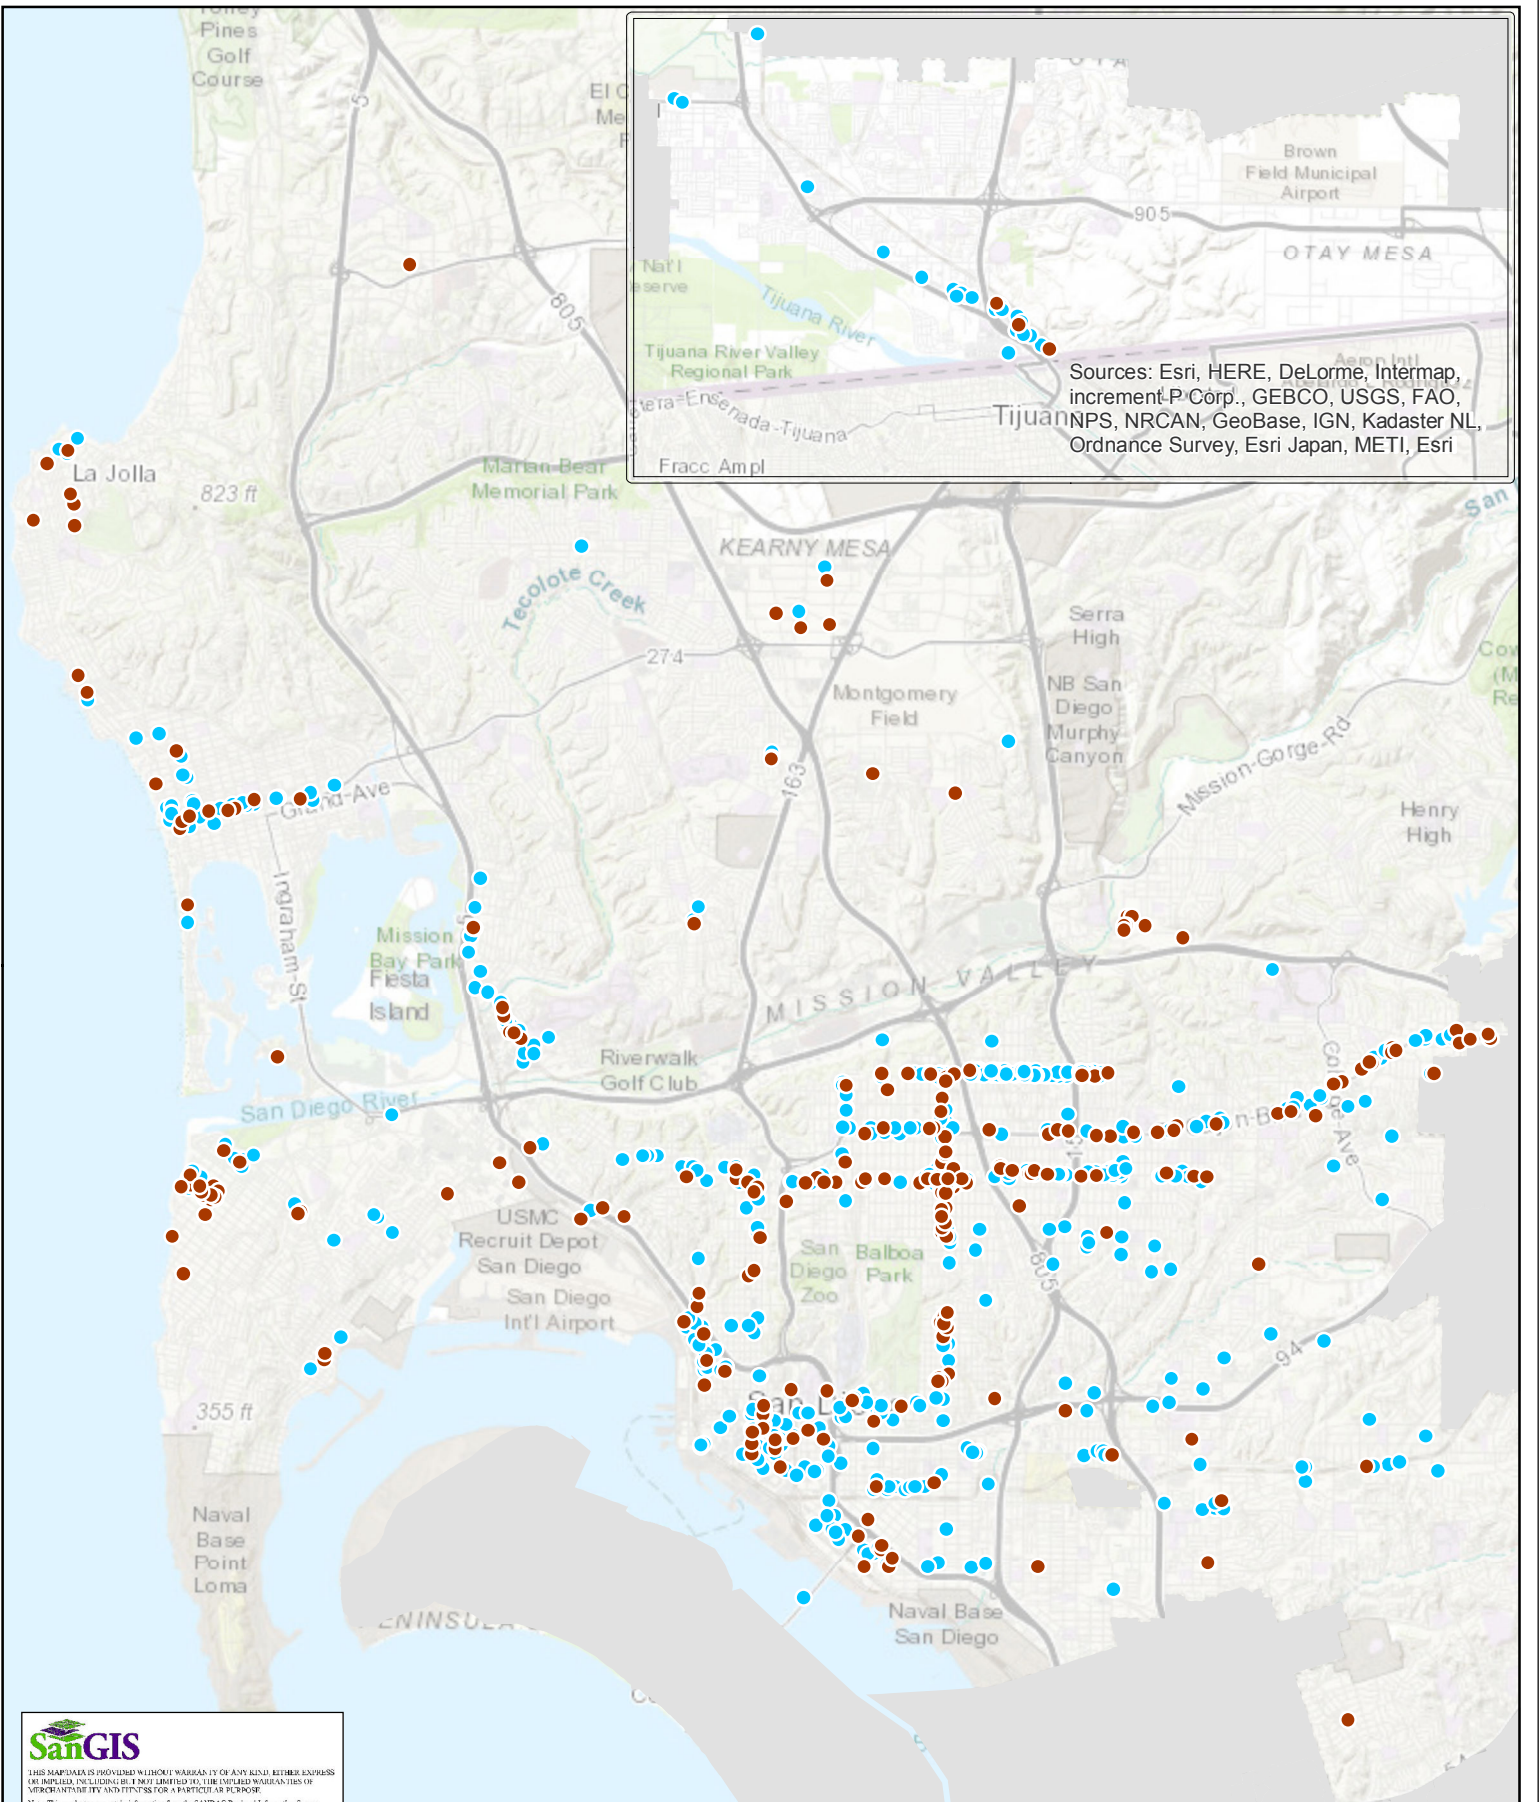 Pines
Golf
Course
5
805
La Jolla
823 ft
Marian Bear
Memorial Park
Tecolote Creek
KEARNY MESA
274
Serra
High
Montgomery
Field
NB San
Diego
Murphy
Canyon
163
Mission-Gorge-Rd
Henry
High
Grand-Ave
Ingraham-St
Mission
Bay Park
Fiesta
Island
MISSION VALLEY
Riverwalk
Golf Club
San Diego River
College-Ave
USMC
Recruit Depot
San Diego
San Diego
Int'l Airport
San
Diego
Zoo
Balboa
Park
805
94
355 ft
Naval
Base
Point
Loma
Naval Base
San Diego
Brown
Field Municipal
Airport
905
OTAY MESA
Nat'l
Tijuana River
Tijuana River Valley
Regional Park
Ensenada-Tijuana
Fracc Ampl
Sources: Esri, HERE, DeLorme, Intermap,
increment P Corp., GEBCO, USGS, FAO,
NPS, NRCAN, GeoBase, IGN, Kadaster NL,
Ordnance Survey, Esri Japan, METI, Esri
SanGIS
THIS MAP/DATA IS PROVIDED WITHOUT WARRANTY OF ANY KIND, EITHER EXPRESS
OR IMPLIED, INCLUDING BUT NOT LIMITED TO, THE IMPLIED WARRANTIES OF
MERCHANTABILITY AND FITNESS FOR A PARTICULAR PURPOSE.